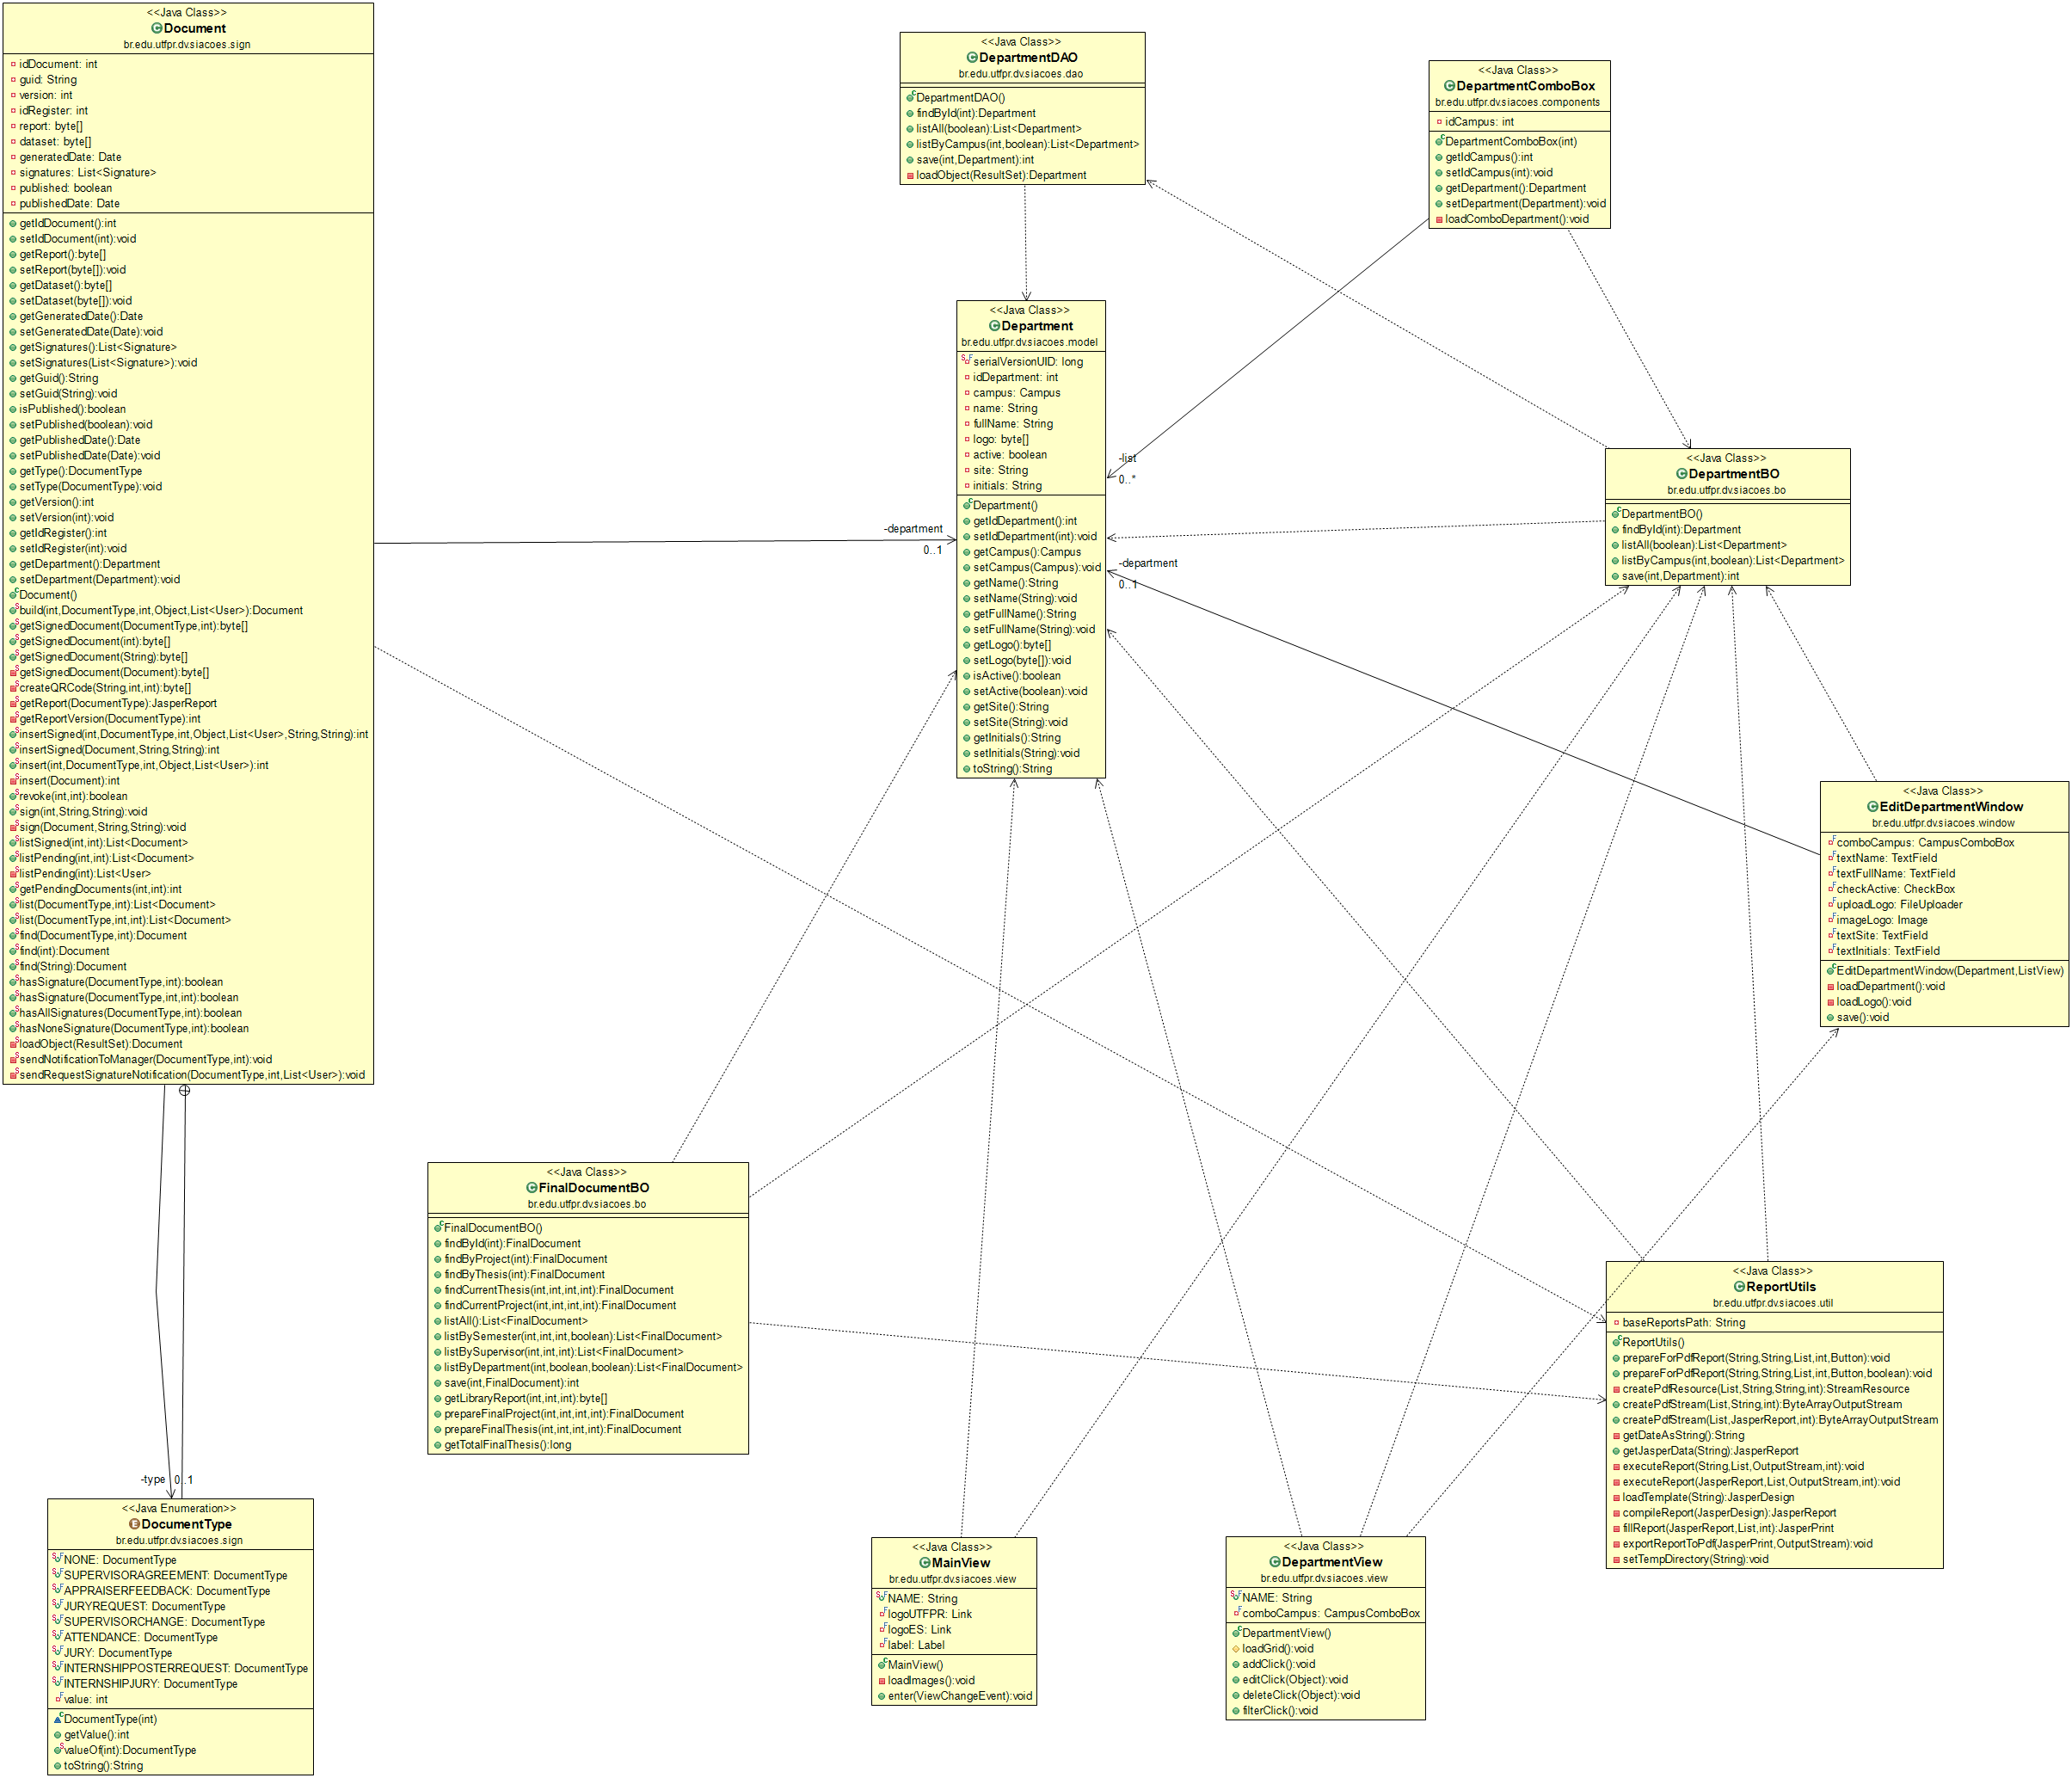 <<Java Class>>
Document
br.edu.utfpr.dv.siacoes.sign
idDocument: int
guid: String
version: int
idRegister: int
report: byte[]
dataset: byte[]
generatedDate: Date
signatures: List<Signature>
published: boolean
publishedDate: Date
getIdDocument():int
setIdDocument(int):void
getReport():byte[]
setReport(byte[]):void
getDataset():byte[]
setDataset(byte[]):void
getGeneratedDate():Date
setGeneratedDate(Date):void
getSignatures():List<Signature>
setSignatures(List<Signature>):void
getGuid():String
setGuid(String):void
isPublished():boolean
setPublished(boolean):void
getPublishedDate():Date
setPublishedDate(Date):void
getType():DocumentType
setType(DocumentType):void
getVersion():int
setVersion(int):void
getIdRegister():int
setIdRegister(int):void
getDepartment():Department
setDepartment(Department):void
Document()
build(int,DocumentType,int,Object,List<User>):Document
getSignedDocument(DocumentType,int):byte[]
getSignedDocument(int):byte[]
getSignedDocument(String):byte[]
getSignedDocument(Document):byte[]
createQRCode(String,int,int):byte[]
getReport(DocumentType):JasperReport
getReportVersion(DocumentType):int
insertSigned(int,DocumentType,int,Object,List<User>,String,String):int
insertSigned(Document,String,String):int
insert(int,DocumentType,int,Object,List<User>):int
insert(Document):int
revoke(int,int):boolean
sign(int,String,String):void
sign(Document,String,String):void
listSigned(int,int):List<Document>
listPending(int,int):List<Document>
listPending(int):List<User>
getPendingDocuments(int,int):int
list(DocumentType,int):List<Document>
list(DocumentType,int,int):List<Document>
find(DocumentType,int):Document
find(int):Document
find(String):Document
hasSignature(DocumentType,int):boolean
hasSignature(DocumentType,int,int):boolean
hasAllSignatures(DocumentType,int):boolean
hasNoneSignature(DocumentType,int):boolean
loadObject(ResultSet):Document
sendNotificationToManager(DocumentType,int):void
sendRequestSignatureNotification(DocumentType,int,List<User>):void
<<Java Class>>
DepartmentDAO
br.edu.utfpr.dv.siacoes.dao
DepartmentDAO()
findById(int):Department
listAll(boolean):List<Department>
listByCampus(int,boolean):List<Department>
save(int,Department):int
loadObject(ResultSet):Department
<<Java Class>>
DepartmentComboBox
br.edu.utfpr.dv.siacoes.components
idCampus: int
DepartmentComboBox(int)
getIdCampus():int
setIdCampus(int):void
getDepartment():Department
setDepartment(Department):void
loadComboDepartment():void
<<Java Class>>
Department
br.edu.utfpr.dv.siacoes.model
serialVersionUID: long
idDepartment: int
campus: Campus
name: String
fullName: String
logo: byte[]
active: boolean
site: String
initials: String
Department()
getIdDepartment():int
setIdDepartment(int):void
getCampus():Campus
setCampus(Campus):void
getName():String
setName(String):void
getFullName():String
setFullName(String):void
getLogo():byte[]
setLogo(byte[]):void
isActive():boolean
setActive(boolean):void
getSite():String
setSite(String):void
getInitials():String
setInitials(String):void
toString():String
-list
0..*
-department
0..1
-department
0..1
<<Java Class>>
DepartmentBO
br.edu.utfpr.dv.siacoes.bo
DepartmentBO()
findById(int):Department
listAll(boolean):List<Department>
listByCampus(int,boolean):List<Department>
save(int,Department):int
<<Java Class>>
EditDepartmentWindow
br.edu.utfpr.dv.siacoes.window
comboCampus: CampusComboBox
textName: TextField
textFullName: TextField
checkActive: CheckBox
uploadLogo: FileUploader
imageLogo: Image
textSite: TextField
textInitials: TextField
EditDepartmentWindow(Department,ListView)
loadDepartment():void
loadLogo():void
save():void
<<Java Class>>
FinalDocumentBO
br.edu.utfpr.dv.siacoes.bo
FinalDocumentBO()
findById(int):FinalDocument
findByProject(int):FinalDocument
findByThesis(int):FinalDocument
findCurrentThesis(int,int,int,int):FinalDocument
findCurrentProject(int,int,int,int):FinalDocument
listAll():List<FinalDocument>
listBySemester(int,int,int,boolean):List<FinalDocument>
listBySupervisor(int,int,int):List<FinalDocument>
listByDepartment(int,boolean,boolean):List<FinalDocument>
save(int,FinalDocument):int
getLibraryReport(int,int,int):byte[]
prepareFinalProject(int,int,int,int):FinalDocument
prepareFinalThesis(int,int,int,int):FinalDocument
getTotalFinalThesis():long
<<Java Class>>
ReportUtils
br.edu.utfpr.dv.siacoes.util
baseReportsPath: String
ReportUtils()
prepareForPdfReport(String,String,List,int,Button):void
prepareForPdfReport(String,String,List,int,Button,boolean):void
createPdfResource(List,String,String,int):StreamResource
createPdfStream(List,String,int):ByteArrayOutputStream
createPdfStream(List,JasperReport,int):ByteArrayOutputStream
getDateAsString():String
getJasperData(String):JasperReport
executeReport(String,List,OutputStream,int):void
executeReport(JasperReport,List,OutputStream,int):void
loadTemplate(String):JasperDesign
compileReport(JasperDesign):JasperReport
fillReport(JasperReport,List,int):JasperPrint
exportReportToPdf(JasperPrint,OutputStream):void
setTempDirectory(String):void
-type
0..1
<<Java Enumeration>>
DocumentType
br.edu.utfpr.dv.siacoes.sign
NONE: DocumentType
SUPERVISORAGREEMENT: DocumentType
APPRAISERFEEDBACK: DocumentType
JURYREQUEST: DocumentType
SUPERVISORCHANGE: DocumentType
ATTENDANCE: DocumentType
JURY: DocumentType
INTERNSHIPPOSTERREQUEST: DocumentType
INTERNSHIPJURY: DocumentType
value: int
DocumentType(int)
getValue():int
valueOf(int):DocumentType
toString():String
<<Java Class>>
MainView
br.edu.utfpr.dv.siacoes.view
NAME: String
logoUTFPR: Link
logoES: Link
label: Label
MainView()
loadImages():void
enter(ViewChangeEvent):void
<<Java Class>>
DepartmentView
br.edu.utfpr.dv.siacoes.view
NAME: String
comboCampus: CampusComboBox
DepartmentView()
loadGrid():void
addClick():void
editClick(Object):void
deleteClick(Object):void
filterClick():void